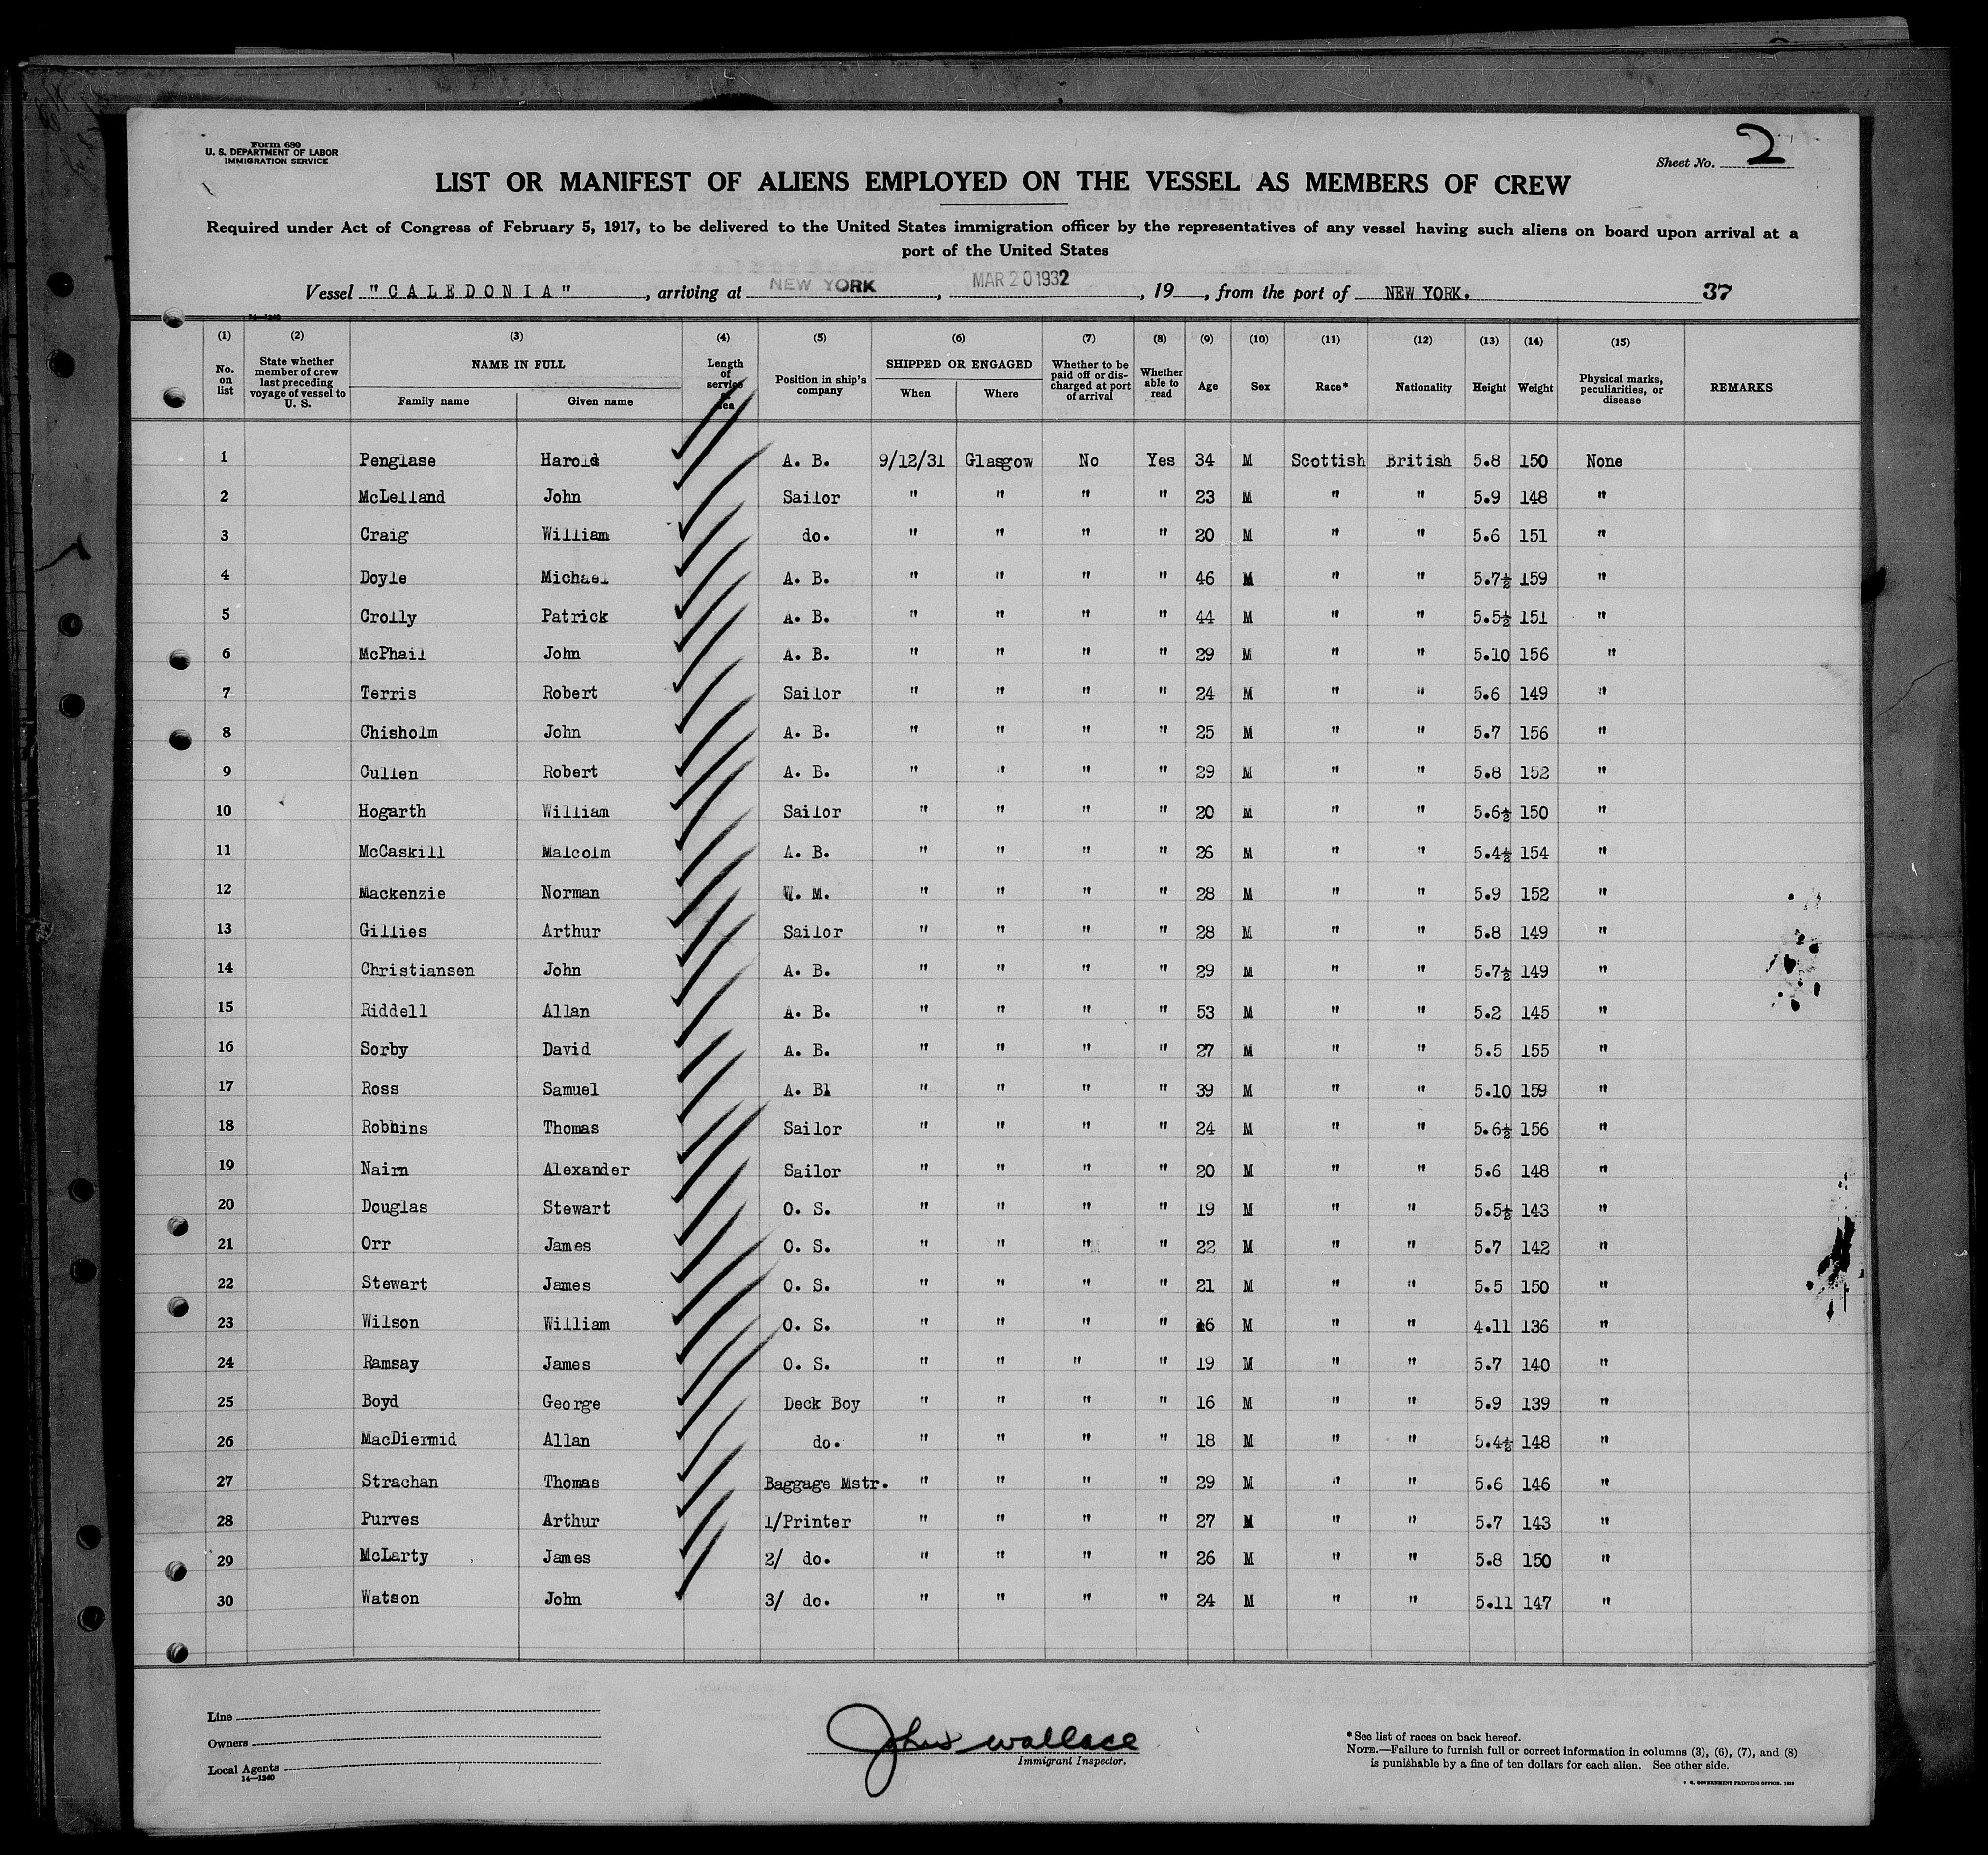 Form 680
U. S. DEPARTMENT OF LABOR
IMMIGRATION SERVICE
Sheet No. 2
LIST OR MANIFEST OF ALIENS EMPLOYED ON THE VESSEL AS MEMBERS OF CREW
Required under Act of Congress of February 5, 1917, to be delivered to the United States immigration officer by the representatives of any vessel having such aliens on board upon arrival at a
port of the United States
Vessel "CALEDONIA", arriving at NEW YORK, MAR 20 1932, 19, from the port of NEW YORK. 37
(1) (2) (3) (4) (5) (6) (7) (8) (9) (10) (11) (12) (13) (14) (15)
No. on list State whether member of crew last preceding voyage of vessel to U. S. NAME IN FULL Family name Given name Length of service at sea Position in ship's company SHIPPED OR ENGAGED When Where Whether to be paid off or discharged at port of arrival Whether able to read Age Sex Race* Nationality Height Weight Physical marks, peculiarities, or disease REMARKS
1 Penglase Harold A. B. 9/12/31 Glasgow No Yes 34 M Scottish British 5.8 150 None
2 McLelland John Sailor " " " " 23 M " " 5.9 148 "
3 Craig William do. " " " " 20 M " " 5.6 151 "
4 Doyle Michael A. B. " " " " 46 M " " 5.7½ 159 "
5 Crolly Patrick A. B. " " " " 44 M " " 5.5½ 151 "
6 McPhail John A. B. " " " " 29 M " " 5.10 156 "
7 Terris Robert Sailor " " " " 24 M " " 5.6 149 "
8 Chisholm John A. B. " " " " 25 M " " 5.7 156 "
9 Cullen Robert A. B. " " " " 29 M " " 5.8 152 "
10 Hogarth William Sailor " " " " 20 M " " 5.6½ 150 "
11 McCaskill Malcolm A. B. " " " " 26 M " " 5.4½ 154 "
12 Mackenzie Norman W. M. " " " " 28 M " " 5.9 152 "
13 Gillies Arthur Sailor " " " " 28 M " " 5.8 149 "
14 Christiansen John A. B. " " " " 29 M " " 5.7½ 149 "
15 Riddell Allan A. B. " " " " 53 M " " 5.2 145 "
16 Sorby David A. B. " " " " 27 M " " 5.5 155 "
17 Ross Samuel A. Bl " " " " 39 M " " 5.10 159 "
18 Robbins Thomas Sailor " " " " 24 M " " 5.6½ 156 "
19 Nairn Alexander Sailor " " " " 20 M " " 5.6 148 "
20 Douglas Stewart O. S. " " " " 19 M " " 5.5½ 143 "
21 Orr James O. S. " " " " 22 M " " 5.7 142 "
22 Stewart James O. S. " " " " 21 M " " 5.5 150 "
23 Wilson William O. S. " " " " 16 M " " 4.11 136 "
24 Ramsay James O. S. " " " " 19 M " " 5.7 140 "
25 Boyd George Deck Boy " " " " 16 M " " 5.9 139 "
26 MacDiermid Allan do. " " " " 18 M " " 5.4½ 148 "
27 Strachan Thomas Baggage Mstr. " " " " 29 M " " 5.6 146 "
28 Purves Arthur 1/Printer " " " " 27 M " " 5.7 143 "
29 McLarty James 2/ do. " " " " 26 M " " 5.8 150 "
30 Watson John 3/ do. " " " " 24 M " " 5.11 147 "
Line
Owners
Local Agents
14—1240
John Wallace
Immigrant Inspector.
*See list of races on back hereof.
NOTE.—Failure to furnish full or correct information in columns (3), (6), (7), and (8)
is punishable by a fine of ten dollars for each alien. See other side.
GOVERNMENT PRINTING OFFICE